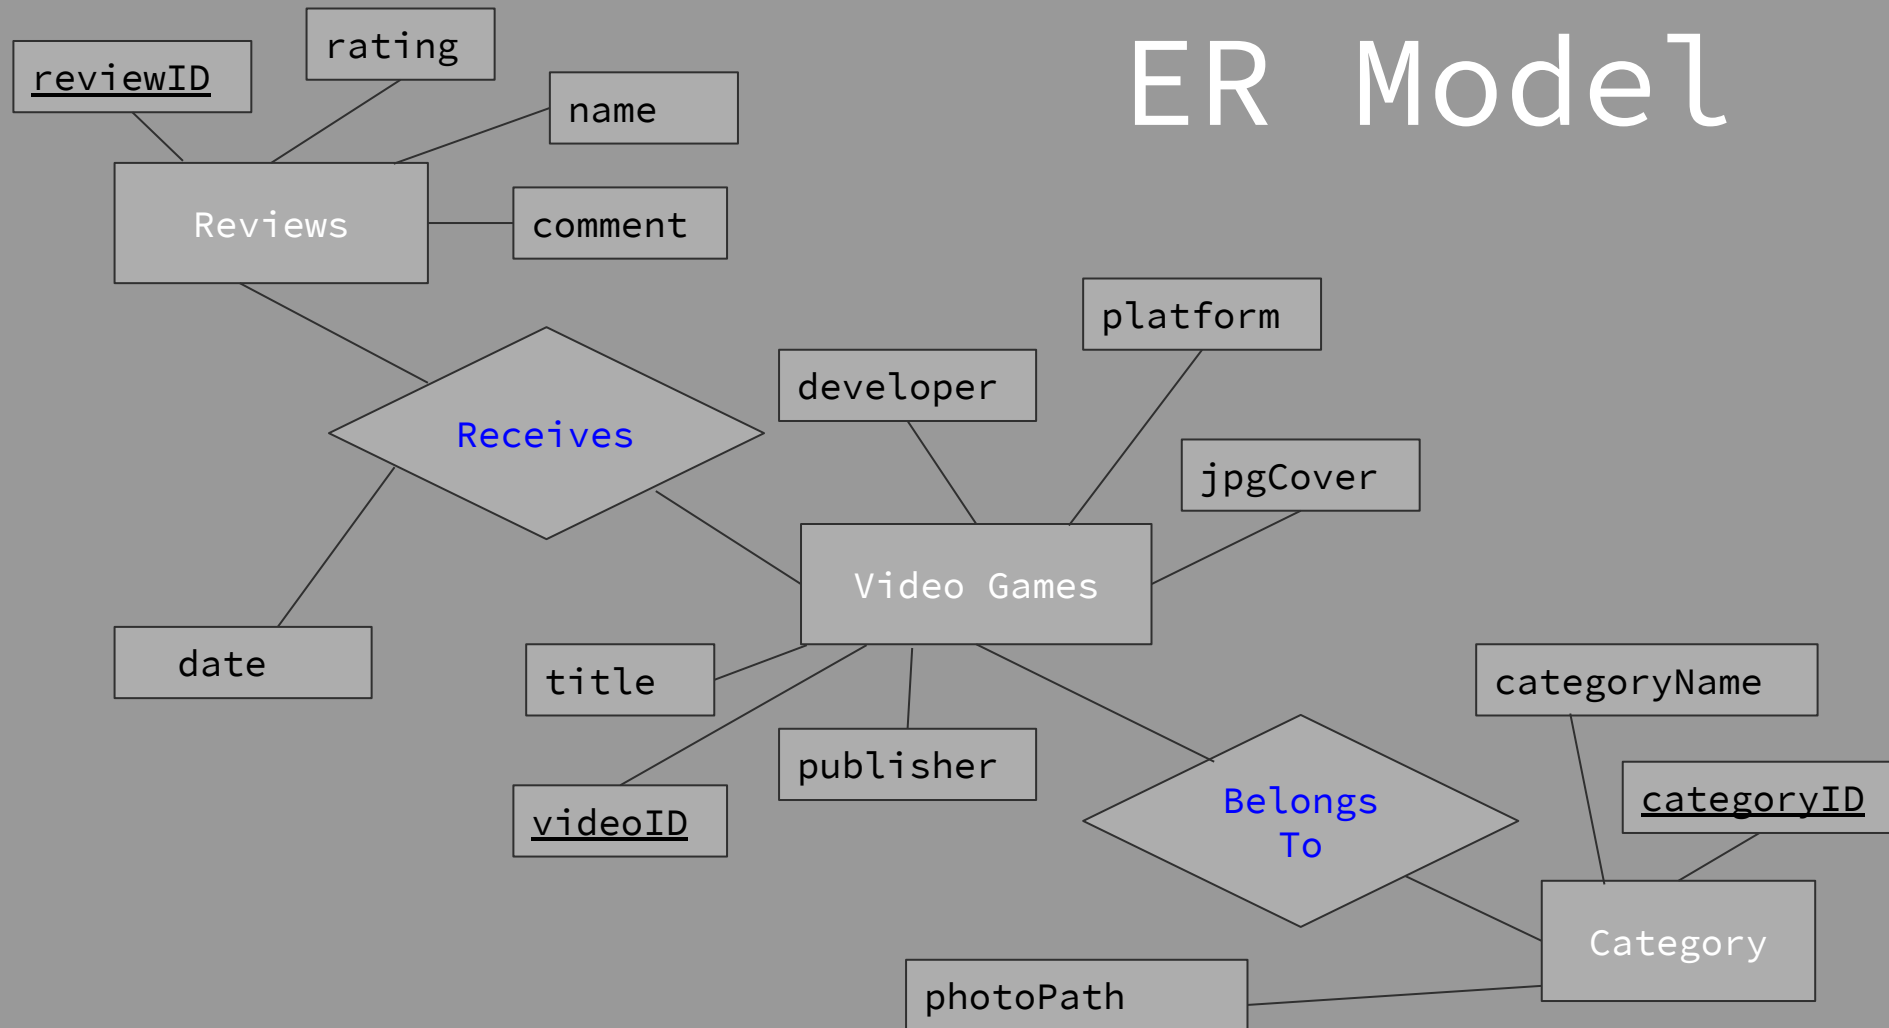 ER Model
rating
reviewID
name
Reviews
comment
platform
developer
Receives
jpgCover
Video Games
date
title
categoryName
publisher
categoryID
videoID
Belongs
To
Category
photoPath